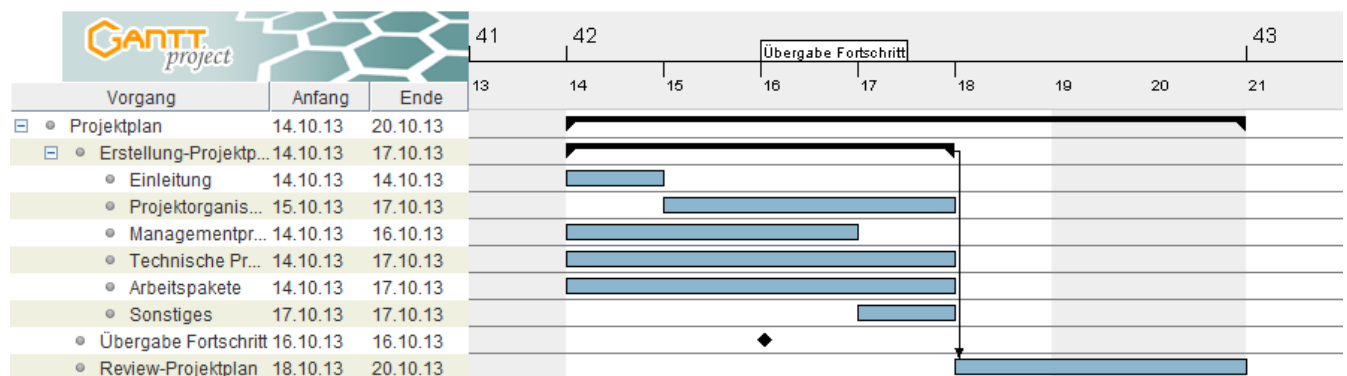 GANTT
project
41 42 43
Übergabe Fortschritt
13 14 15 16 17 18 19 20 21
Vorgang Anfang Ende
Projektplan 14.10.13 20.10.13
Erstellung-Projektp... 14.10.13 17.10.13
Einleitung 14.10.13 14.10.13
Projektorganis... 15.10.13 17.10.13
Managementpr... 14.10.13 16.10.13
Technische Pr... 14.10.13 17.10.13
Arbeitspakete 14.10.13 17.10.13
Sonstiges 17.10.13 17.10.13
Übergabe Fortschritt 16.10.13 16.10.13
Review-Projektplan 18.10.13 20.10.13